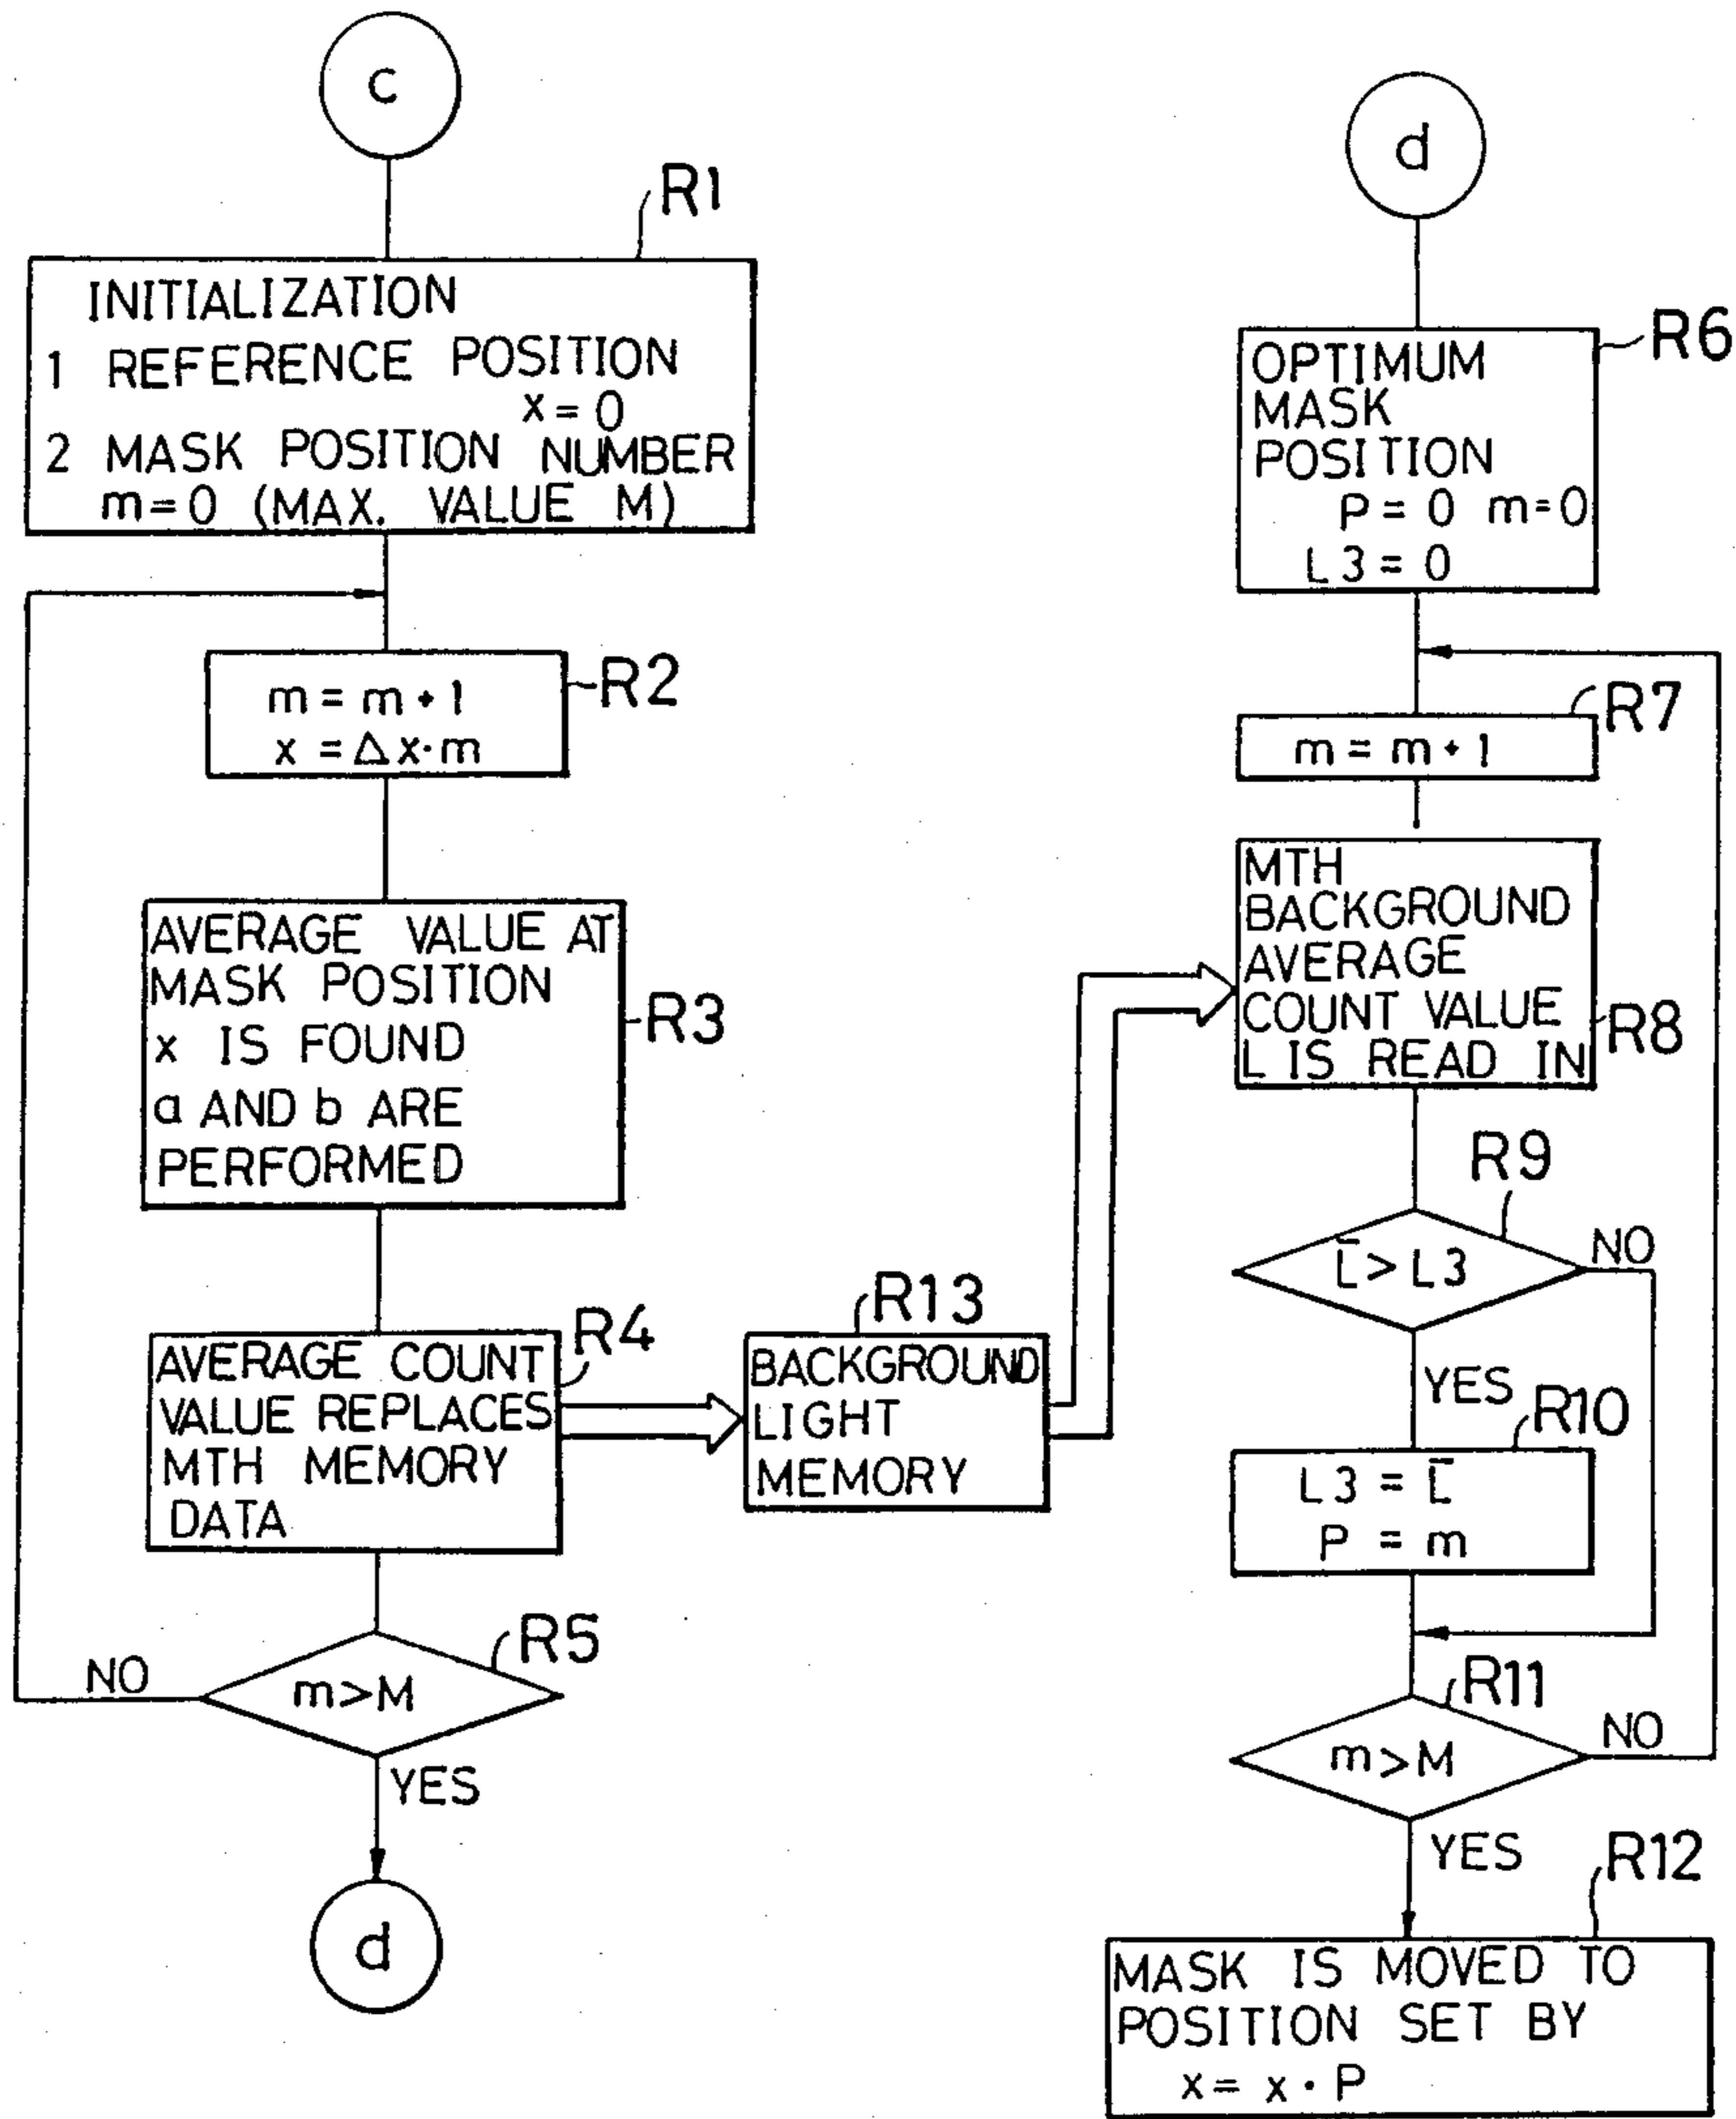 c
R1
INITIALIZATION
1 REFERENCE POSITION
x = 0
2 MASK POSITION NUMBER
m = 0 (MAX. VALUE M)
R2
m = m + 1
x = Δx·m
R3
AVERAGE VALUE AT
MASK POSITION
x IS FOUND
a AND b ARE
PERFORMED
R4
AVERAGE COUNT
VALUE REPLACES
MTH MEMORY
DATA
R13
BACKGROUND
LIGHT
MEMORY
R5
NO
m > M
YES
d
d
R6
OPTIMUM
MASK
POSITION
P = 0 m = 0
L3 = 0
R7
m = m + 1
MTH
BACKGROUND
AVERAGE
COUNT VALUE
L IS READ IN
R8
R9
L̄ > L3
NO
YES
R10
L3 = L̄
P = m
R11
m > M
NO
YES
R12
MASK IS MOVED TO
POSITION SET BY
x = x · P